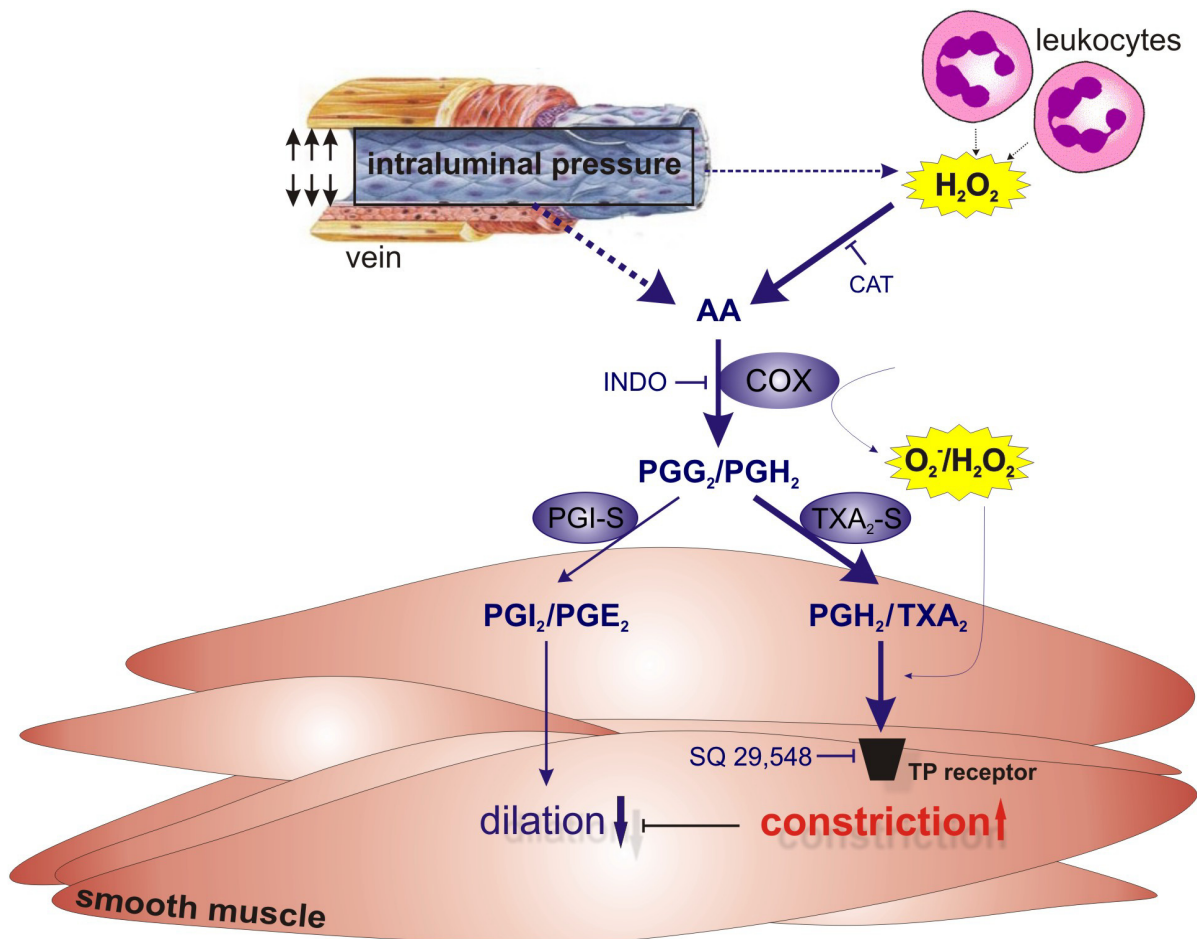 leukocytes
intraluminal pressure
H₂O₂
vein
CAT
AA
INDO
COX
O₂⁻/H₂O₂
PGG₂/PGH₂
PGI-S
TXA₂-S
PGI₂/PGE₂
PGH₂/TXA₂
SQ 29,548
TP receptor
dilation
constriction
smooth muscle